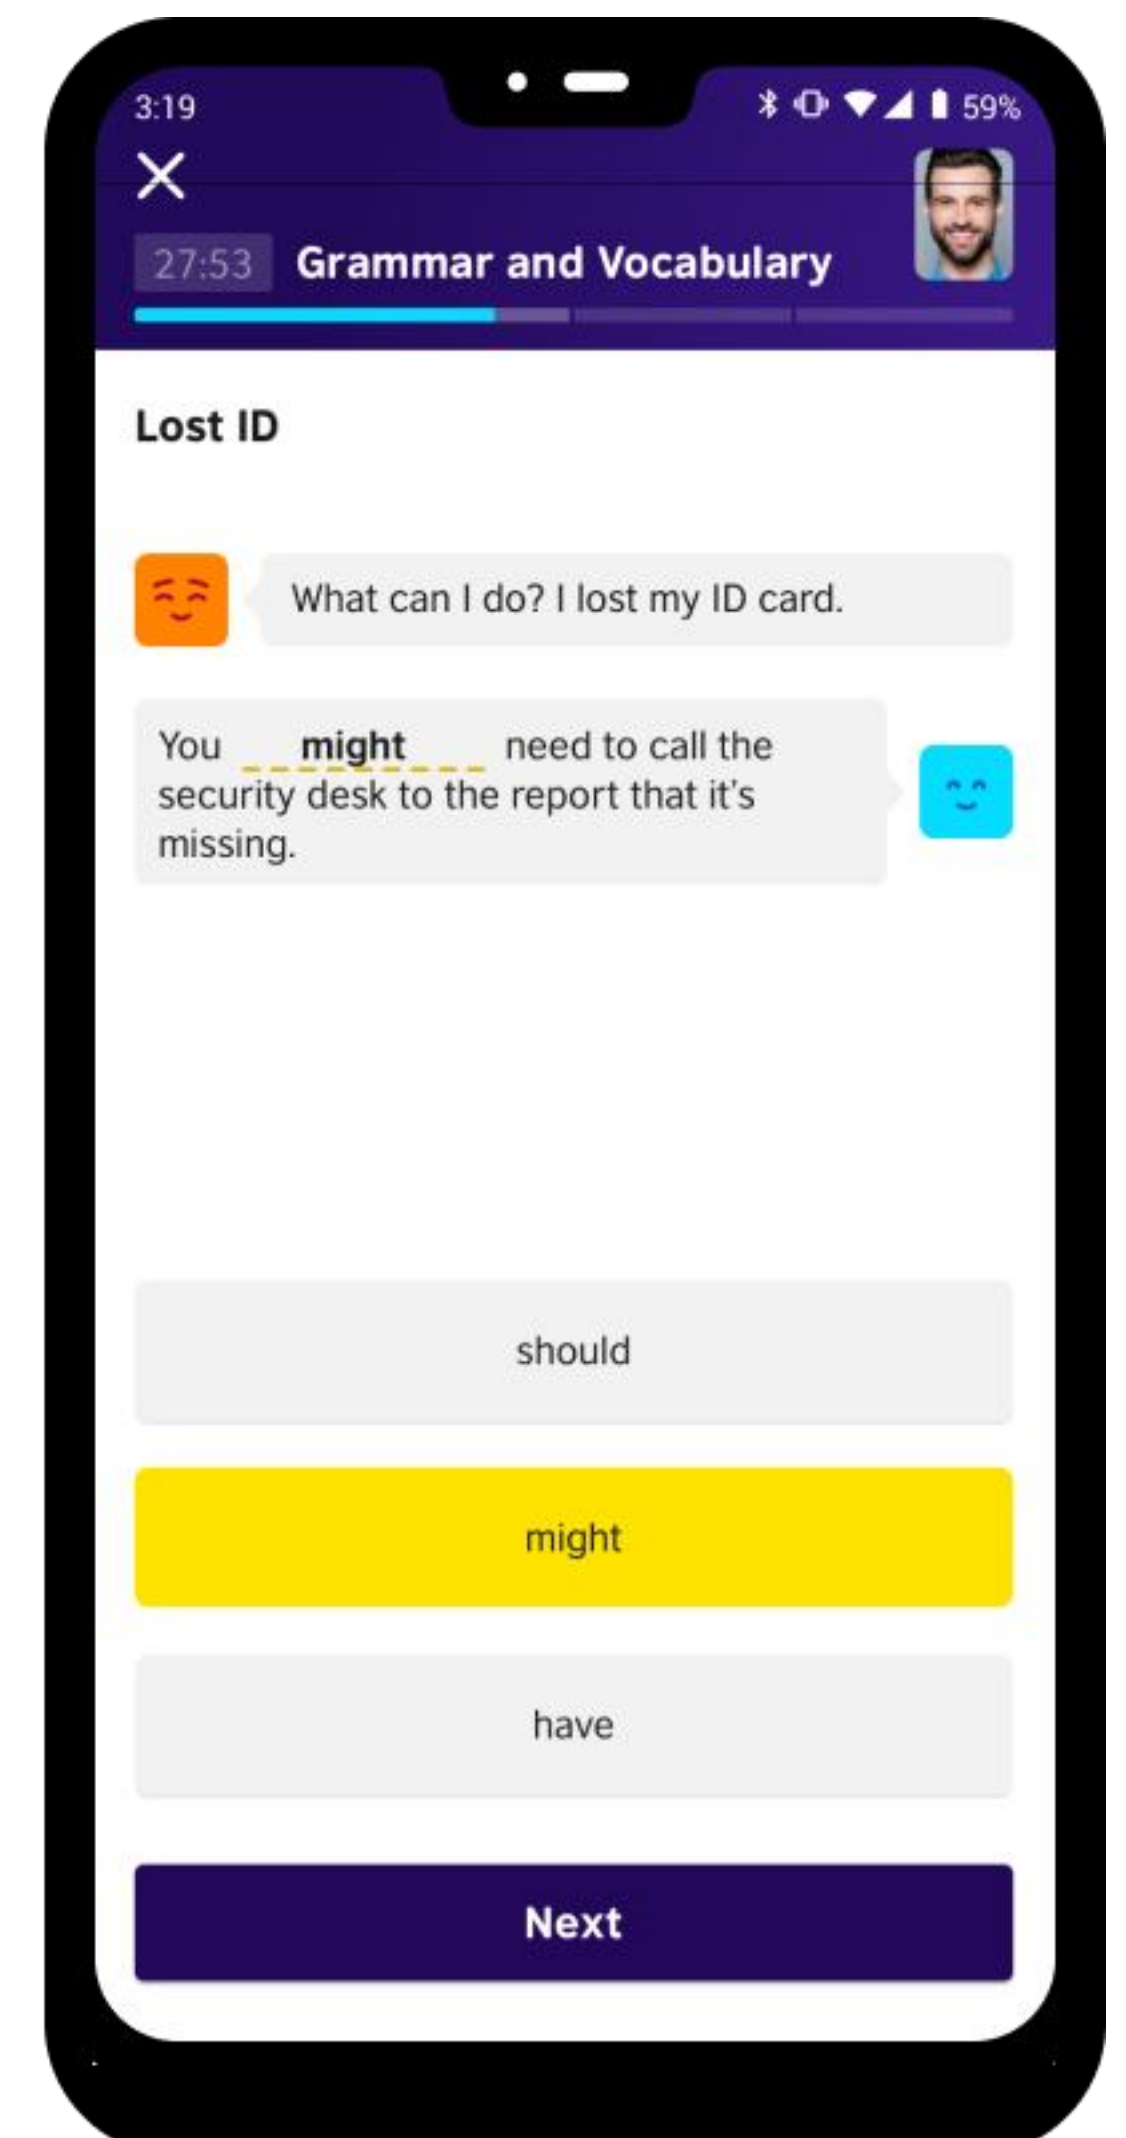 3:19 59%
27:53 Grammar and Vocabulary
Lost ID
What can I do? I lost my ID card.
You might need to call the
security desk to the report that it's
missing.
should
might
have
Next